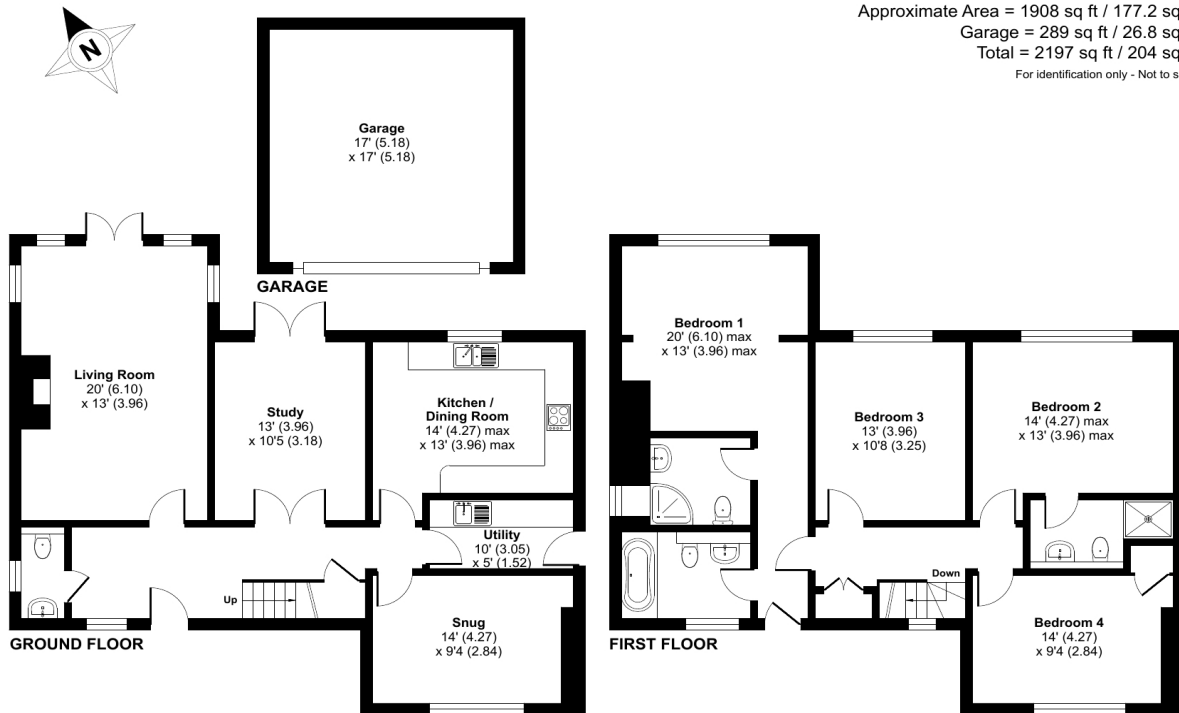 Approximate Area = 1908 sq ft / 177.2 sq
Garage = 289 sq ft / 26.8 sq
Total = 2197 sq ft / 204 sq
For identification only - Not to s
N
Garage
17' (5.18)
x 17' (5.18)
GARAGE
Living Room
20' (6.10)
x 13' (3.96)
Study
13' (3.96)
x 10'5 (3.18)
Kitchen /
Dining Room
14' (4.27) max
x 13' (3.96) max
Utility
10' (3.05)
x 5' (1.52)
Up
Snug
14' (4.27)
x 9'4 (2.84)
GROUND FLOOR
Bedroom 1
20' (6.10) max
x 13' (3.96) max
Bedroom 3
13' (3.96)
x 10'8 (3.25)
Bedroom 2
14' (4.27) max
x 13' (3.96) max
Down
Bedroom 4
14' (4.27)
x 9'4 (2.84)
FIRST FLOOR